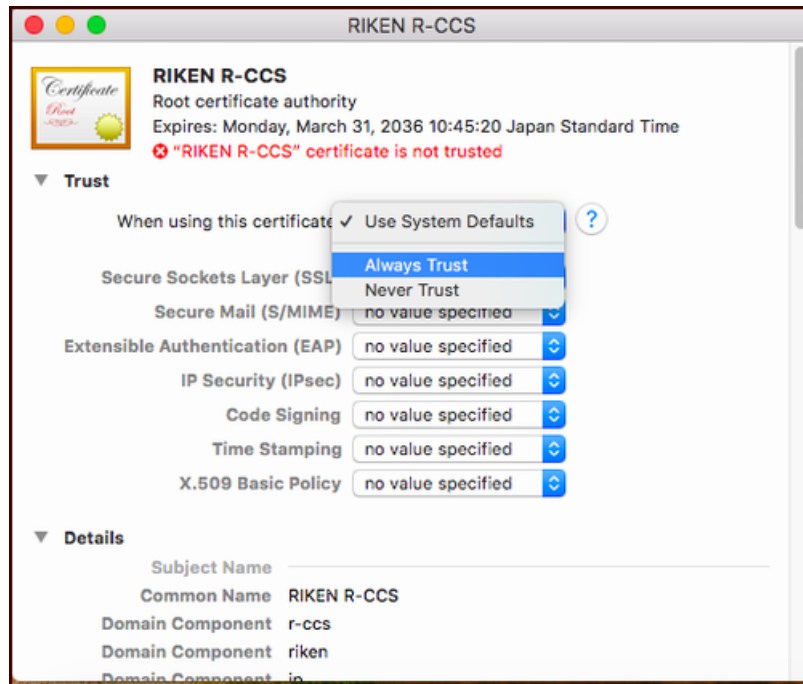 RIKEN R-CCS
Certificate
Root
RIKEN R-CCS
Root certificate authority
Expires: Monday, March 31, 2036 10:45:20 Japan Standard Time
“RIKEN R-CCS” certificate is not trusted
Trust
When using this certificate ✓ Use System Defaults ?
Always Trust
Never Trust
Secure Sockets Layer (SSL
Secure Mail (S/MIME) no value specified
Extensible Authentication (EAP) no value specified
IP Security (IPsec) no value specified
Code Signing no value specified
Time Stamping no value specified
X.509 Basic Policy no value specified
Details
Subject Name
Common Name RIKEN R-CCS
Domain Component r-ccs
Domain Component riken
Domain Component jp